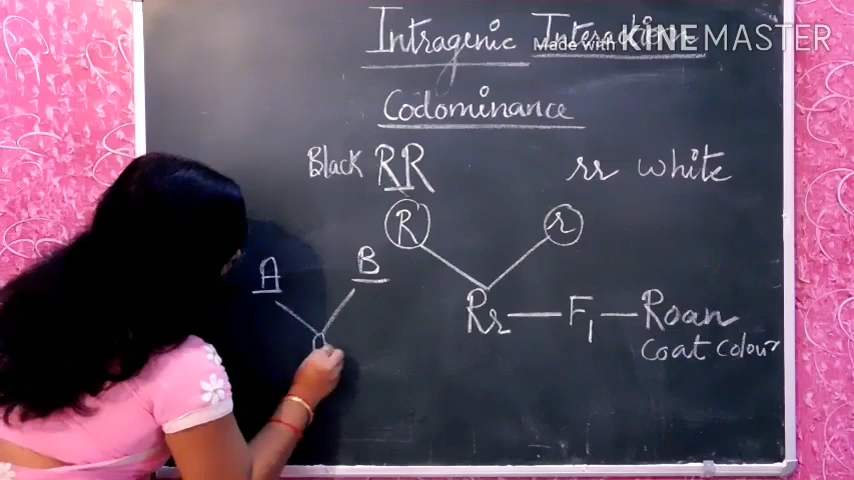 Intragenic Interaction
Made with KINEMASTER
Codominance
Black RR rr white
R r
A B
Rr — F1 — Roan
Coat colour